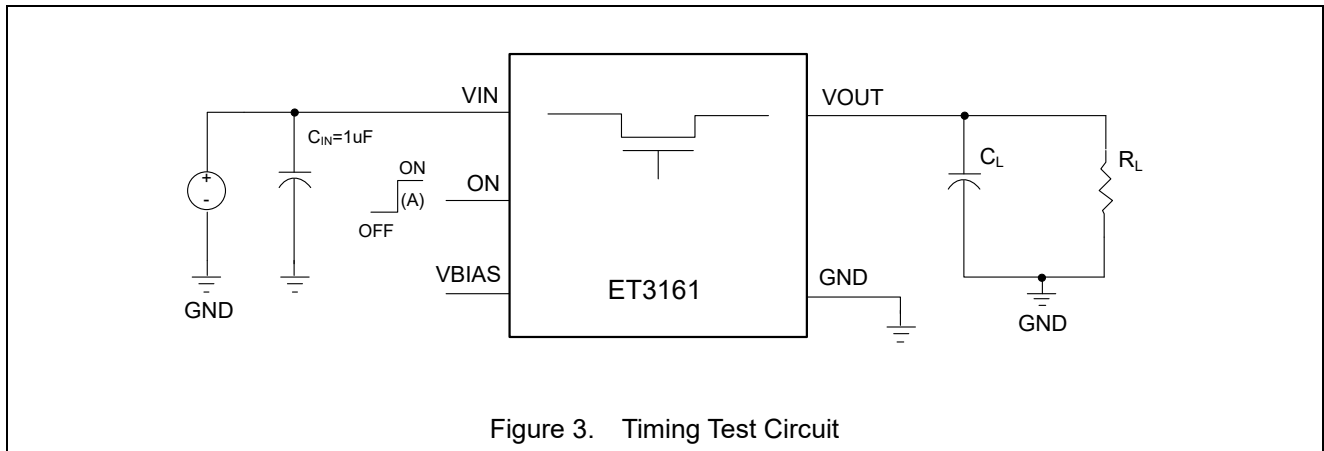 VIN
VOUT
C_IN=1uF
C_L
R_L
+
-
ON
(A)
OFF
ON
VBIAS
ET3161
GND
GND
GND
Figure 3. Timing Test Circuit